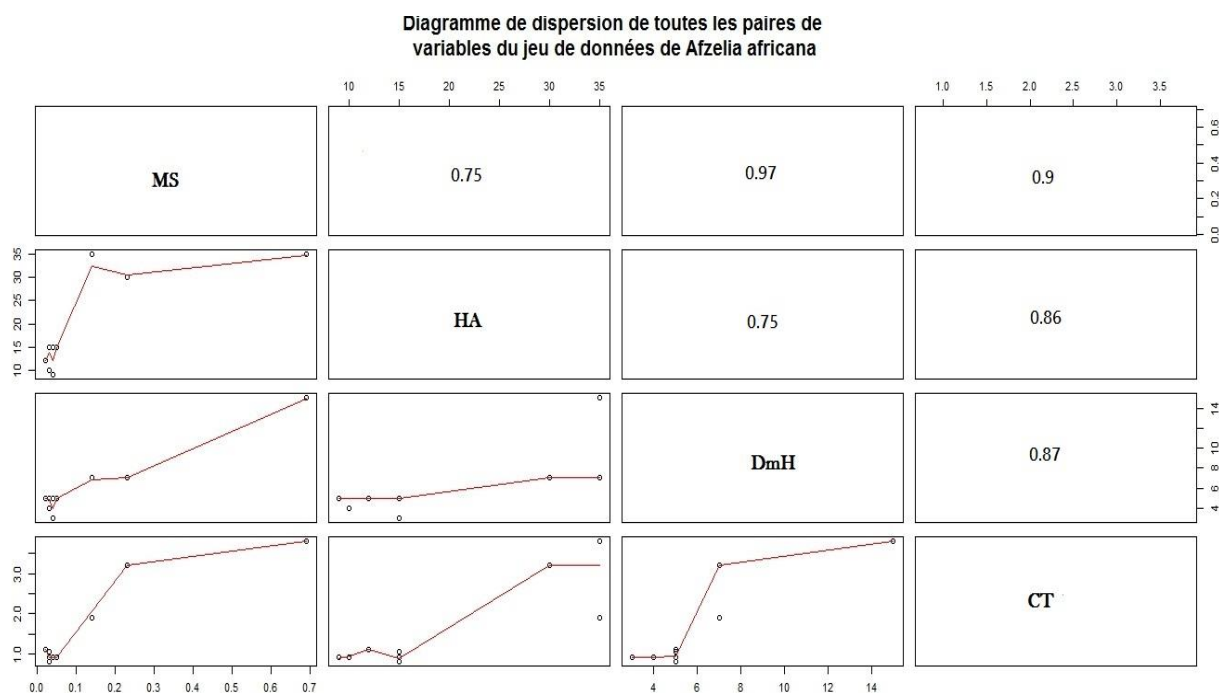 Diagramme de dispersion de toutes les paires de
variables du jeu de données de Afzelia africana
10 15 20 25 30 35
1.0 1.5 2.0 2.5 3.0 3.5
MS
0.75
0.97
0.9
0.0 0.2 0.4 0.6
10 15 20 25 30 35
HA
0.75
0.86
DmH
0.87
4 6 8 10 12 14
1.0 2.0 3.0
CT
0.0 0.1 0.2 0.3 0.4 0.5 0.6 0.7
4 6 8 10 12 14